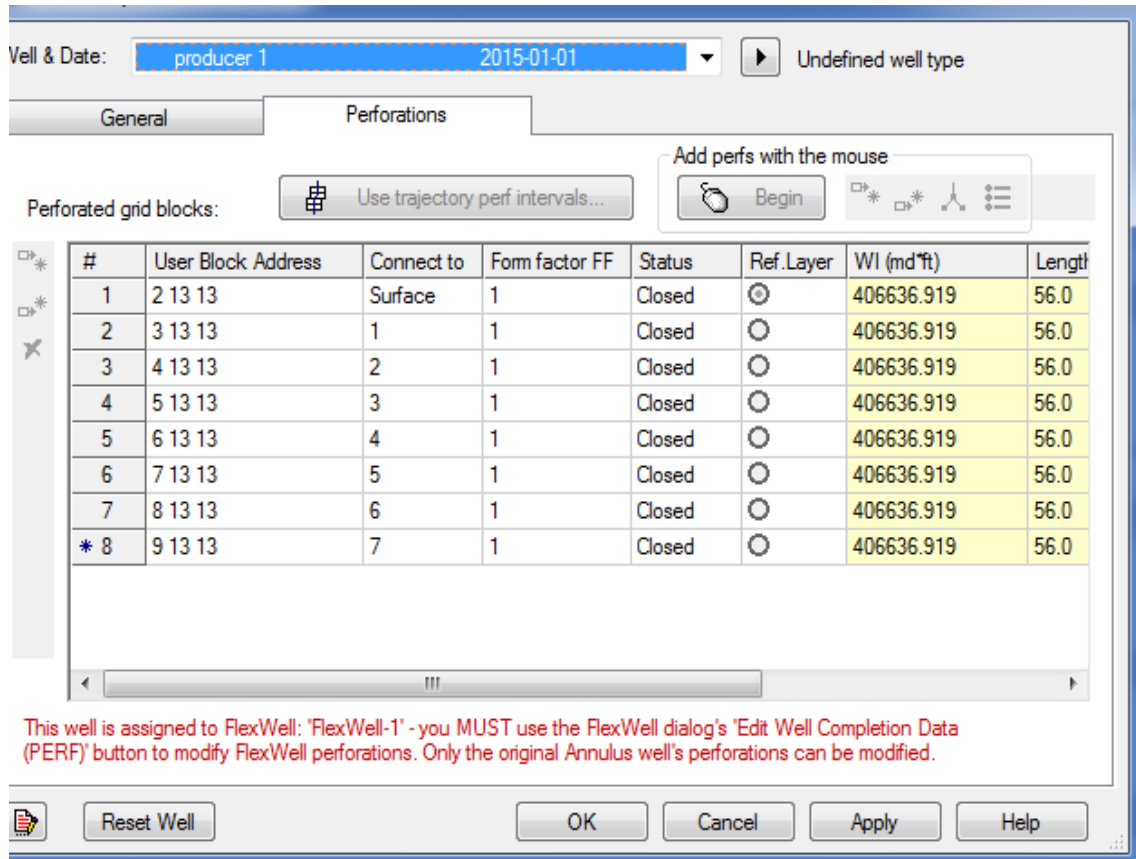 Well & Date: producer 1 2015-01-01 Undefined well type
General Perforations
Add perfs with the mouse
Perforated grid blocks: Use trajectory perf intervals... Begin
# User Block Address Connect to Form factor FF Status Ref.Layer WI (md*ft) Length
1 2 13 13 Surface 1 Closed 406636.919 56.0
2 3 13 13 1 1 Closed 406636.919 56.0
3 4 13 13 2 1 Closed 406636.919 56.0
4 5 13 13 3 1 Closed 406636.919 56.0
5 6 13 13 4 1 Closed 406636.919 56.0
6 7 13 13 5 1 Closed 406636.919 56.0
7 8 13 13 6 1 Closed 406636.919 56.0
* 8 9 13 13 7 1 Closed 406636.919 56.0
This well is assigned to FlexWell: 'FlexWell-1' - you MUST use the FlexWell dialog's 'Edit Well Completion Data
(PERF)' button to modify FlexWell perforations. Only the original Annulus well's perforations can be modified.
Reset Well OK Cancel Apply Help